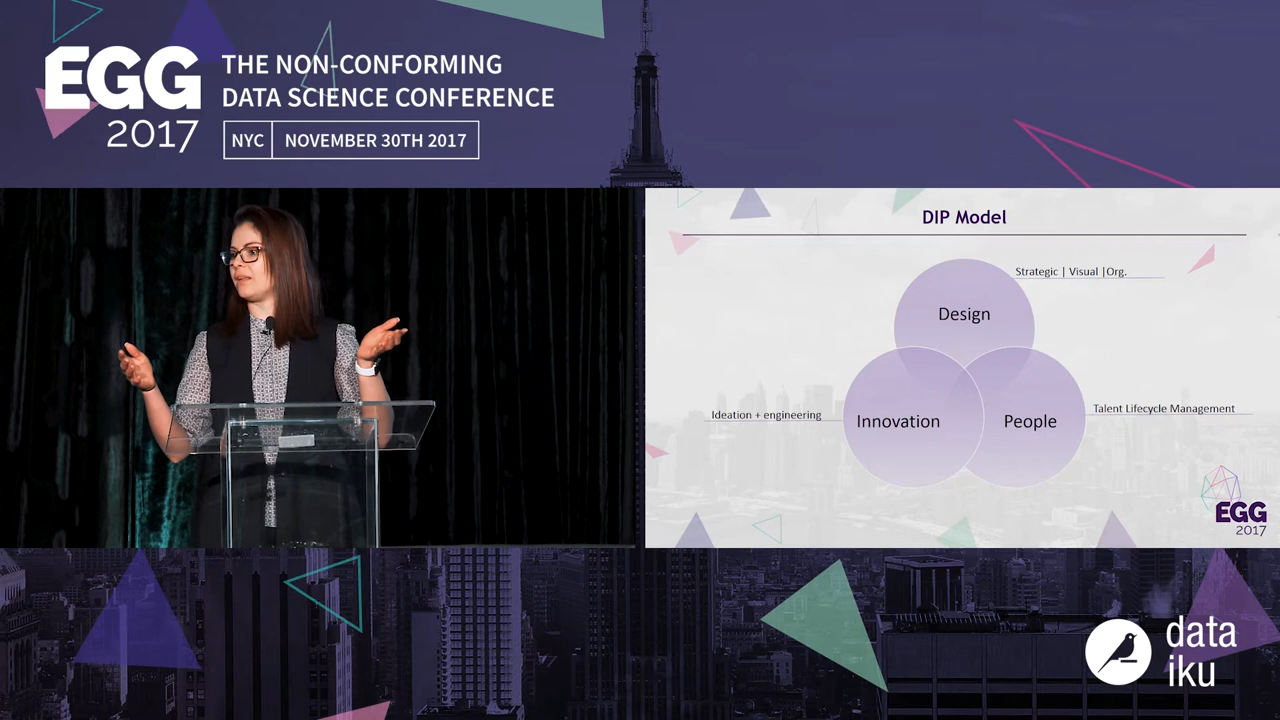 EGG
2017
THE NON-CONFORMING
DATA SCIENCE CONFERENCE
NYC
NOVEMBER 30TH 2017
DIP Model
Strategic | Visual |Org.
Design
Ideation + engineering
Innovation
People
Talent Lifecycle Management
EGG
2017
data
iku